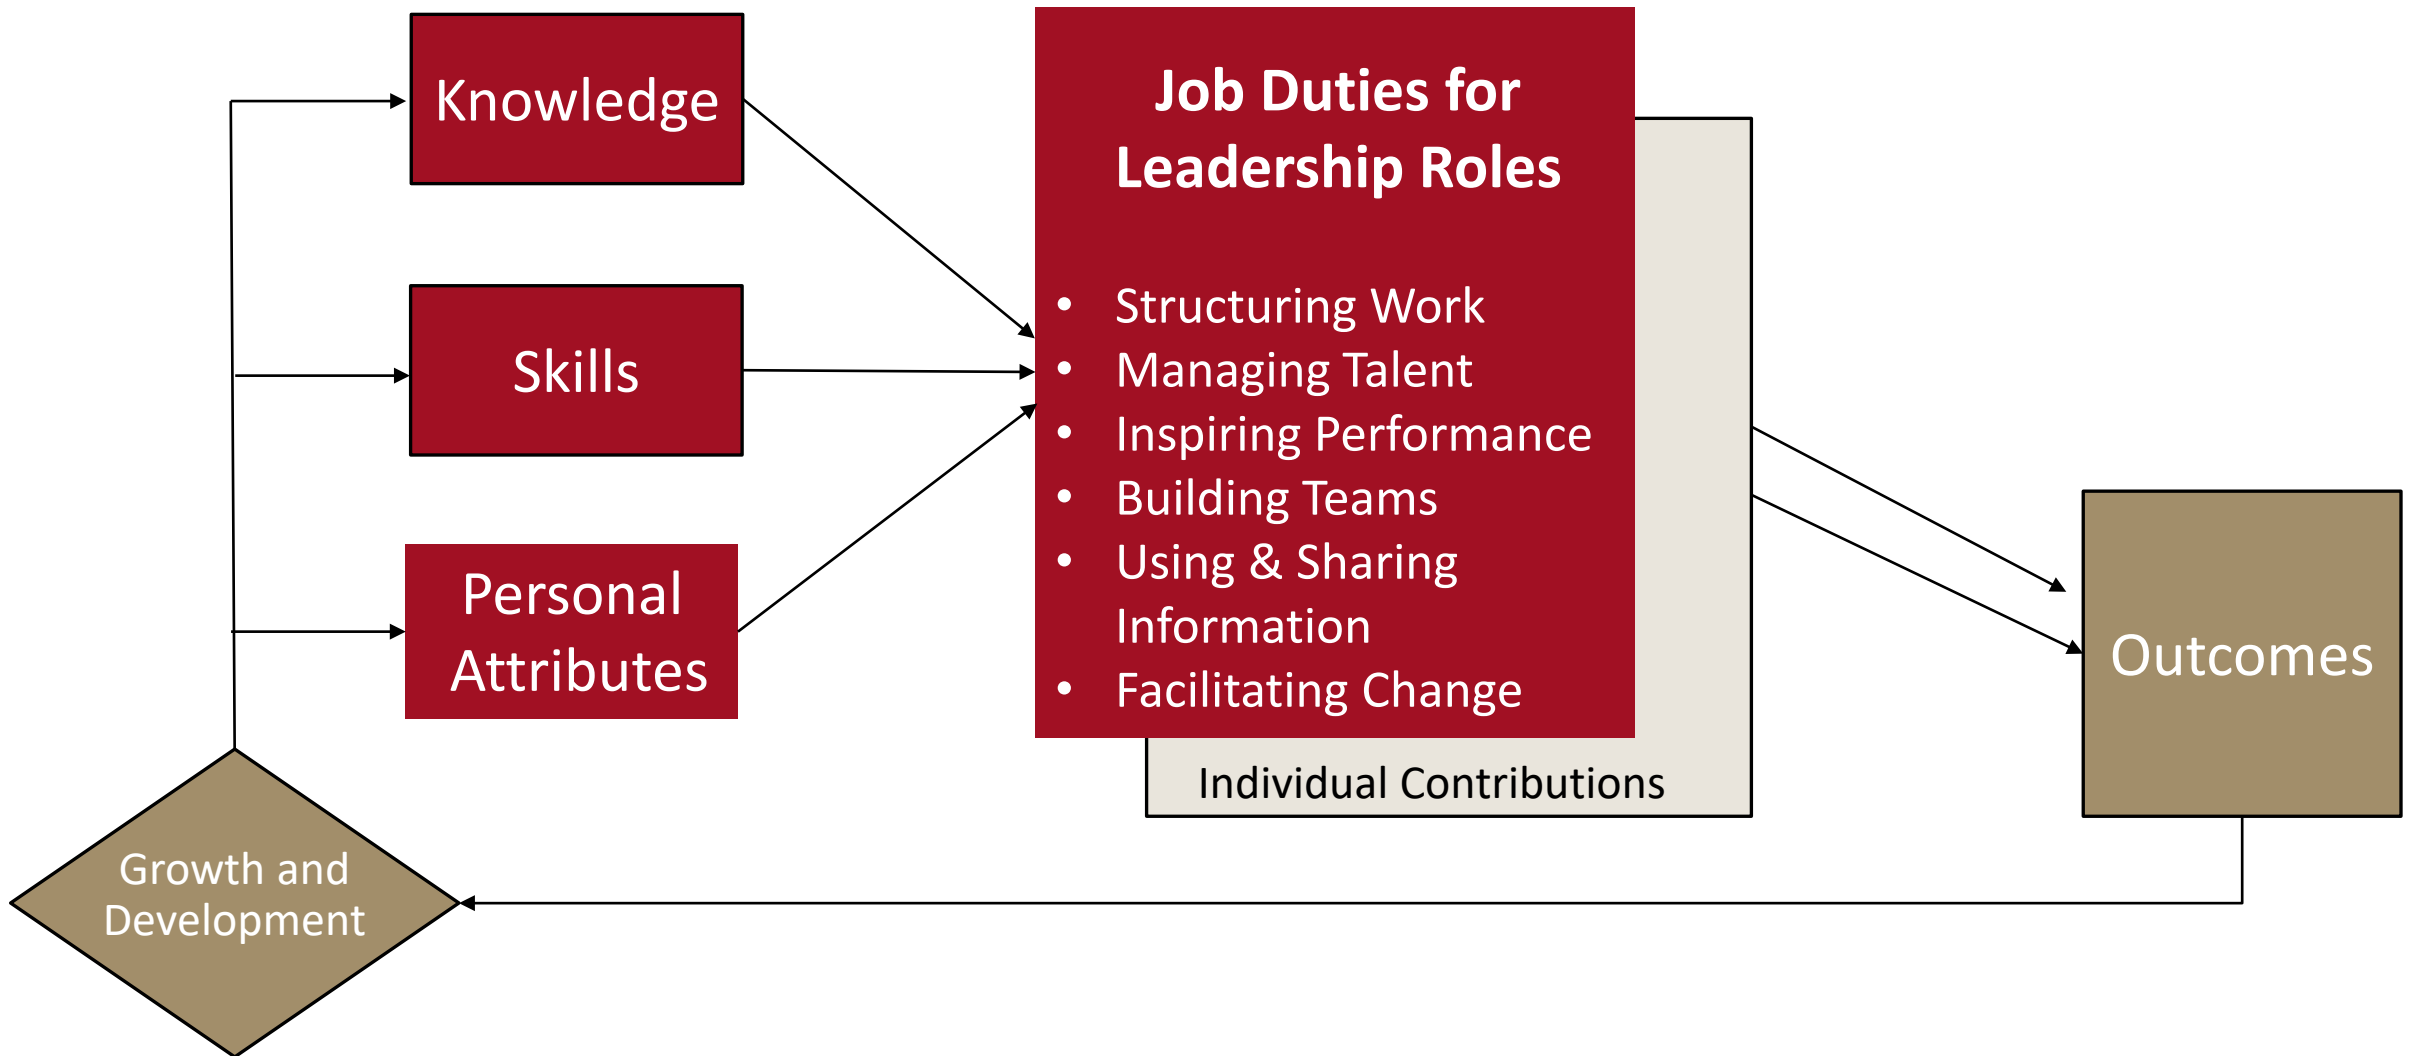 Knowledge
Skills
Personal
Attributes
Growth and
Development
Job Duties for
Leadership Roles
• Structuring Work
• Managing Talent
• Inspiring Performance
• Building Teams
• Using & Sharing
Information
• Facilitating Change
Individual Contributions
Outcomes